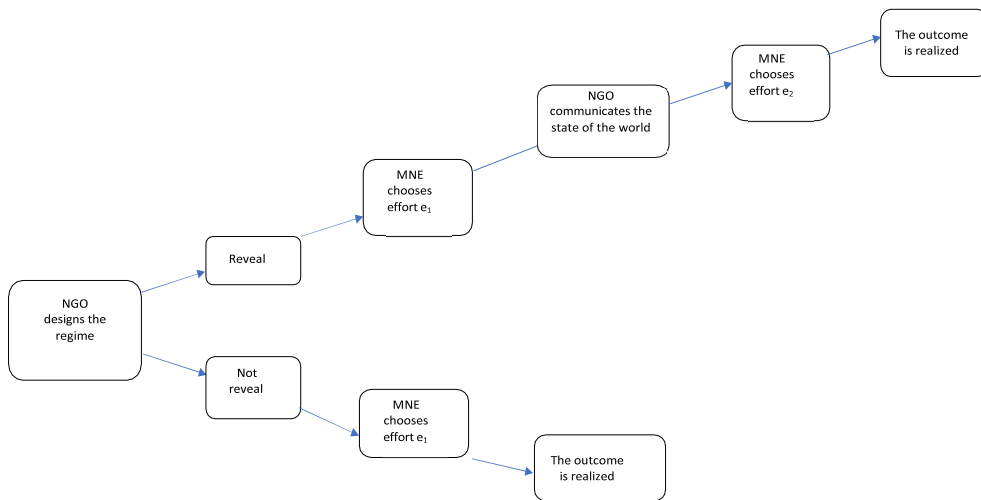 NGO
designs the
regime
Reveal
MNE
chooses
effort e₁
NGO
communicates the
state of the world
MNE
chooses
effort e₂
The outcome
is realized
Not
reveal
MNE
chooses
effort e₁
The outcome
is realized